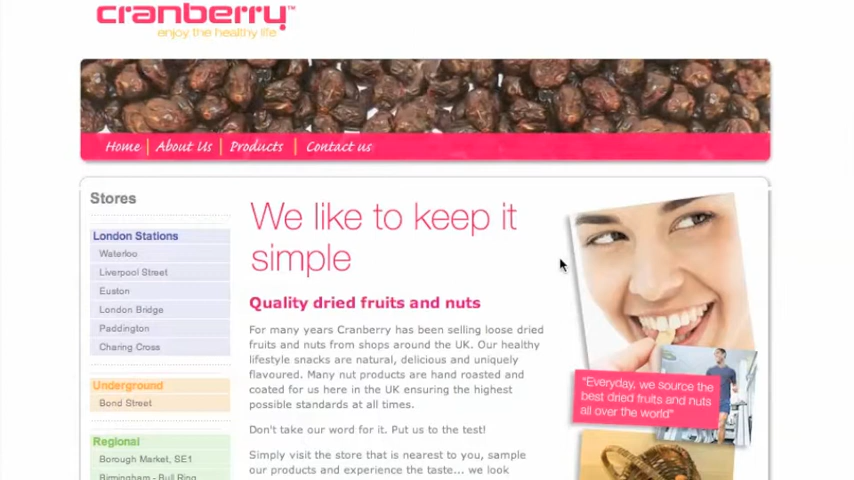 cranberry™
enjoy the healthy life
Home
About Us
Products
Contact us
Stores
London Stations
Waterloo
Liverpool Street
Euston
London Bridge
Paddington
Charing Cross
Underground
Bond Street
Regional
Borough Market, SE1
Birmingham - Bull Ring
We like to keep it
simple
Quality dried fruits and nuts
For many years Cranberry has been selling loose dried
fruits and nuts from shops around the UK. Our healthy
lifestyle snacks are natural, delicious and uniquely
flavoured. Many nut products are hand roasted and
coated for us here in the UK ensuring the highest
possible standards at all times.
Don't take our word for it. Put us to the test!
Simply visit the store that is nearest to you, sample
our products and experience the taste... we look
"Everyday, we source the
best dried fruits and nuts
all over the world"